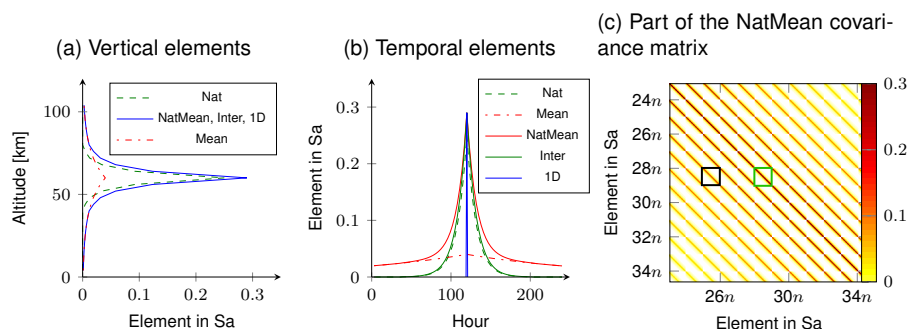 (a) Vertical elements
Altitude [km]
100
50
0
0
0.1
0.2
0.3
Element in Sa
Nat
NatMean, Inter, 1D
Mean
(b) Temporal elements
Element in Sa
0.3
0.2
0.1
0
0
100
200
Hour
Nat
Mean
NatMean
Inter
1D
(c) Part of the NatMean covari-
ance matrix
Element in Sa
24n
26n
28n
30n
32n
34n
26n
30n
34n
Element in Sa
0.3
0.2
0.1
0